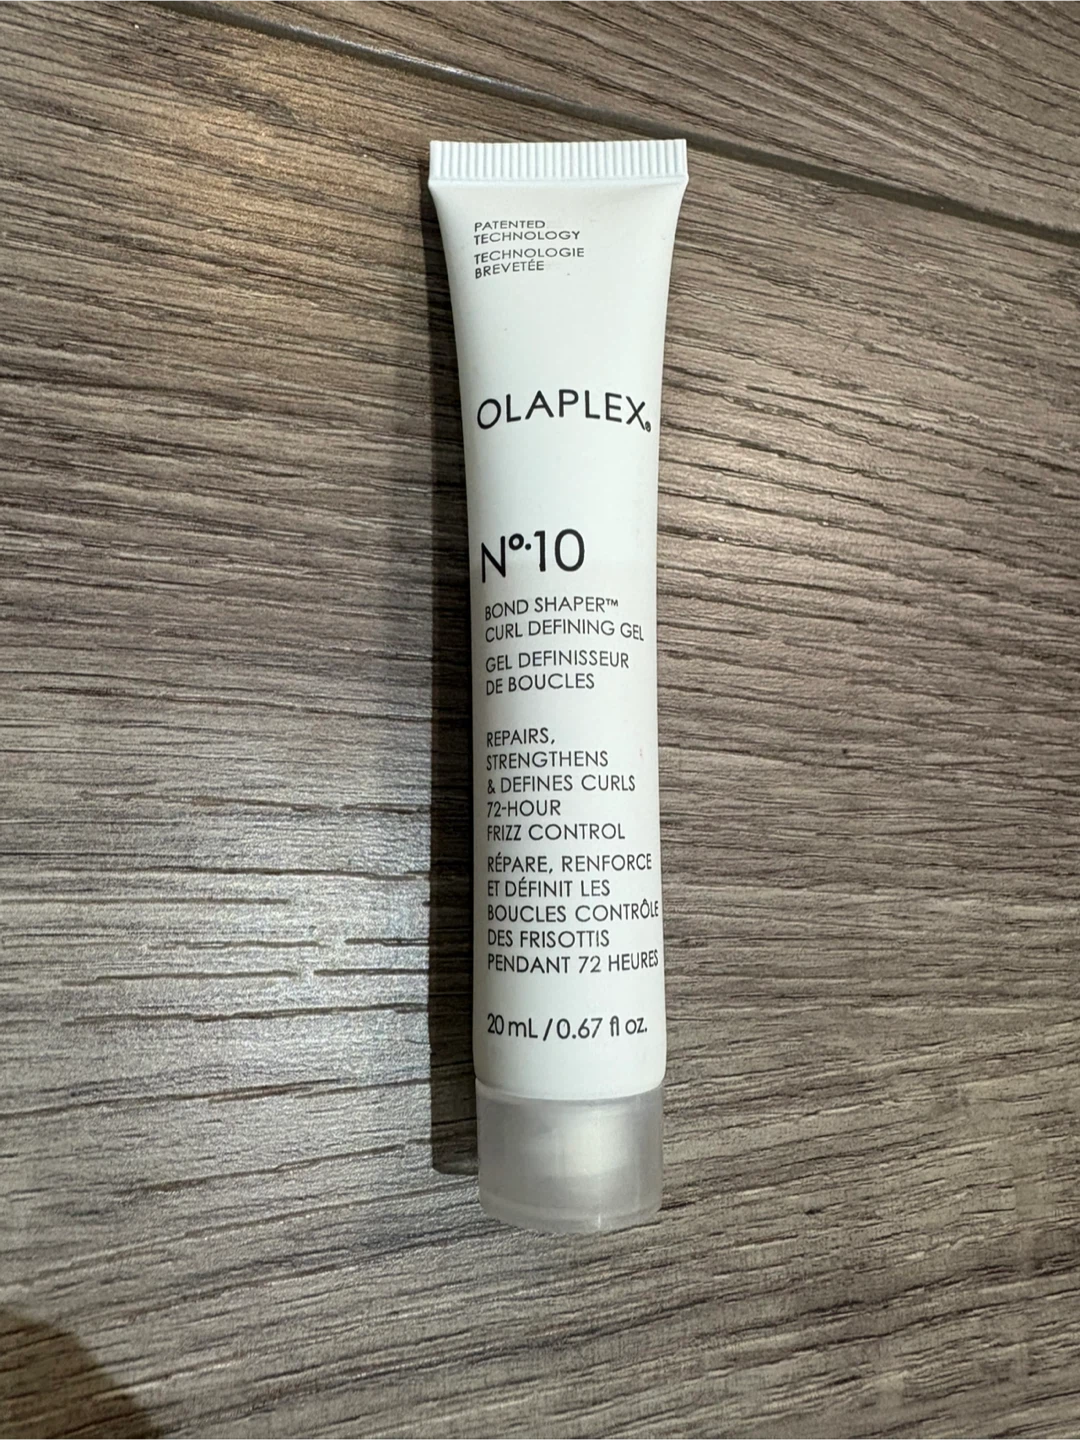 PATENTED
TECHNOLOGY
TECHNOLOGIE
BREVETÉE
OLAPLEX®
Nº.10
BOND SHAPER™
CURL DEFINING GEL
GEL DEFINISSEUR
DE BOUCLES
REPAIRS,
STRENGTHENS
& DEFINES CURLS
72-HOUR
FRIZZ CONTROL
RÉPARE, RENFORCE
ET DÉFINIT LES
BOUCLES CONTRÔLE
DES FRISOTTIS
PENDANT 72 HEURES
20 mL / 0.67 fl oz.